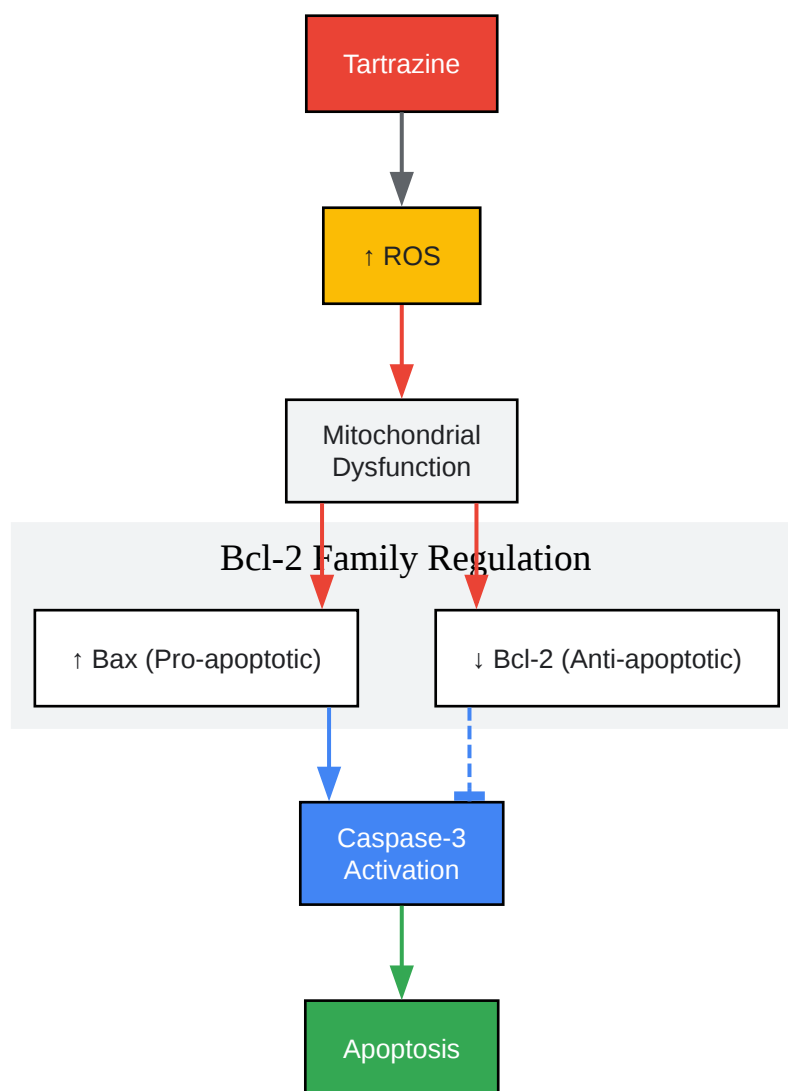 Tartrazine
↑ ROS
Mitochondrial
Dysfunction
Bcl-2 Family Regulation
↑ Bax (Pro-apoptotic)
↓ Bcl-2 (Anti-apoptotic)
Caspase-3
Activation
Apoptosis